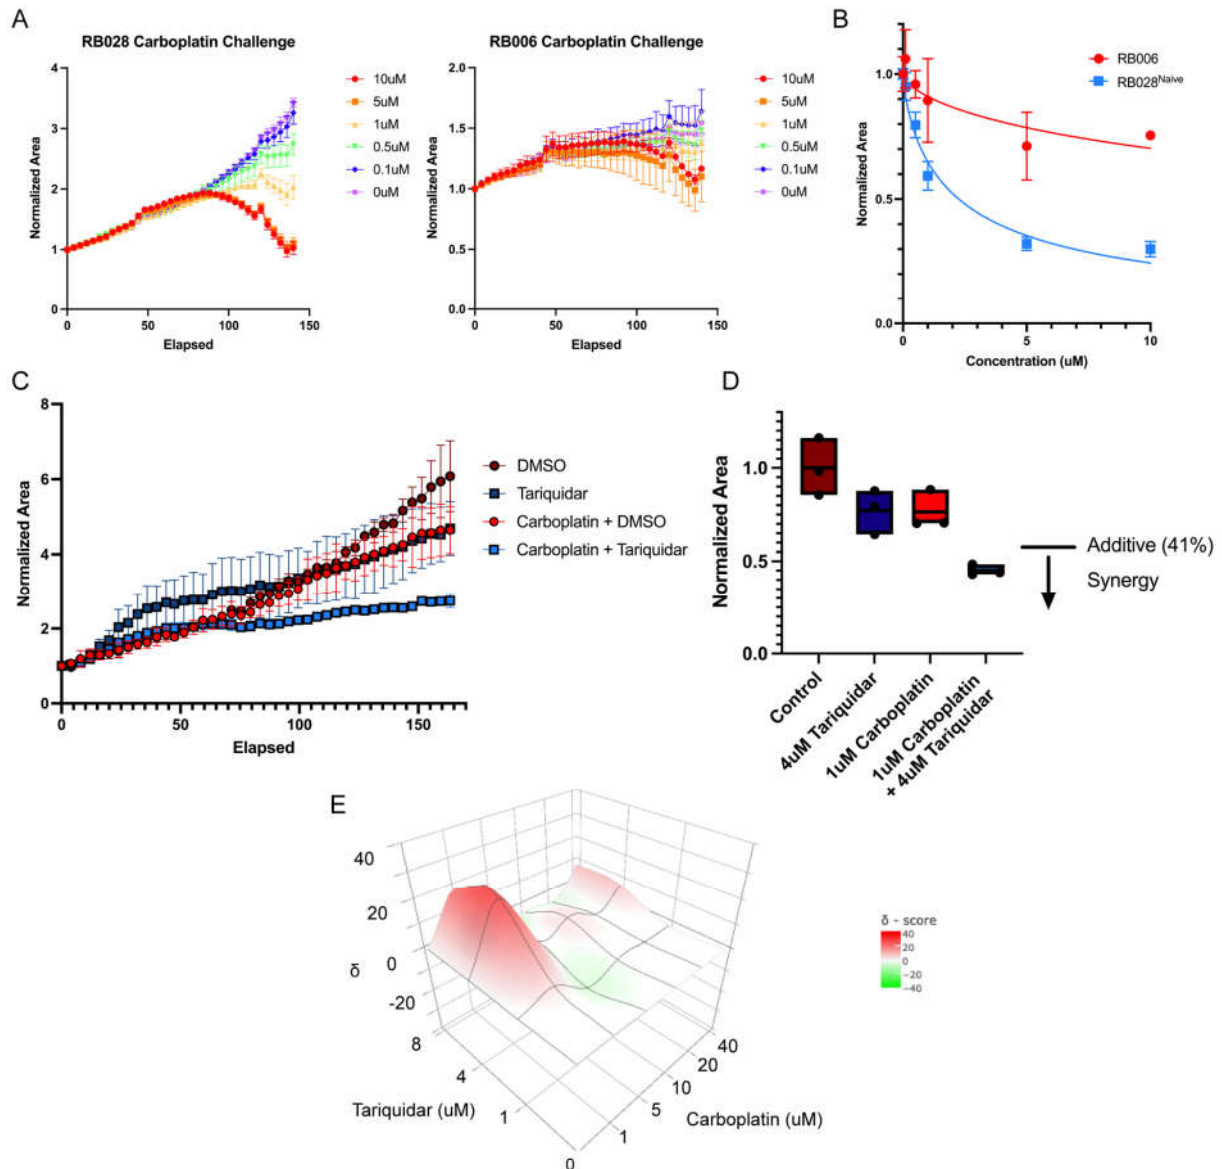 A
RB028 Carboplatin Challenge
Normalized Area
4
3
2
1
0
0
50
100
150
Elapsed
10uM
5uM
1uM
0.5uM
0.1uM
0uM
RB006 Carboplatin Challenge
Normalized Area
2.0
1.5
1.0
0.5
0.0
0
50
100
150
Elapsed
10uM
5uM
1uM
0.5uM
0.1uM
0uM
B
Normalized Area
1.0
0.5
0.0
0
5
10
Concentration (uM)
RB006
RB028Naive
C
Normalized Area
8
6
4
2
0
0
50
100
150
Elapsed
DMSO
Tariquidar
Carboplatin + DMSO
Carboplatin + Tariquidar
D
Normalized Area
1.0
0.5
0.0
Control
4uM Tariquidar
1uM Carboplatin
1uM Carboplatin
+ 4uM Tariquidar
Additive (41%)
Synergy
E
40
20
0
-20
δ
8
4
1
0
Tariquidar (uM)
1
5
10
20
40
Carboplatin (uM)
δ - score
40
20
0
-20
-40